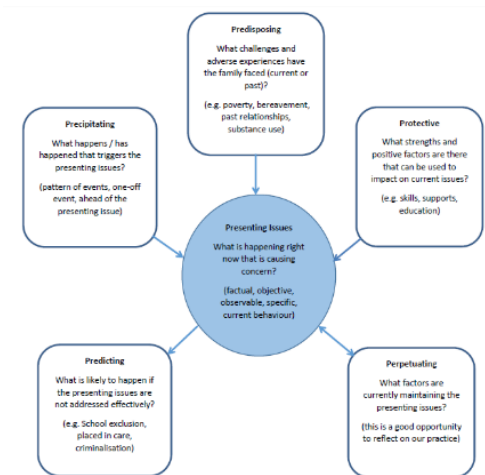 Predisposing
What challenges and
adverse experiences have
the family faced (current or
past)?
(e.g. poverty, bereavement,
past relationships,
substance use)
Precipitating
What happens / has
happened that triggers the
presenting issues?
(pattern of events, one-off
event, ahead of the
presenting issue)
Protective
What strengths and
positive factors are there
that can be used to
impact on current issues?
(e.g. skills, supports,
education)
Presenting Issues
What is happening right
now that is causing
concern?
(factual, objective,
observable, specific,
current behaviour)
Predicting
What is likely to happen if
the presenting issues are
not addressed effectively?
(e.g. School exclusion,
placed in care,
criminalisation)
Perpetuating
What factors are
currently maintaining the
presenting issues?
(this is a good opportunity
to reflect on our practice)